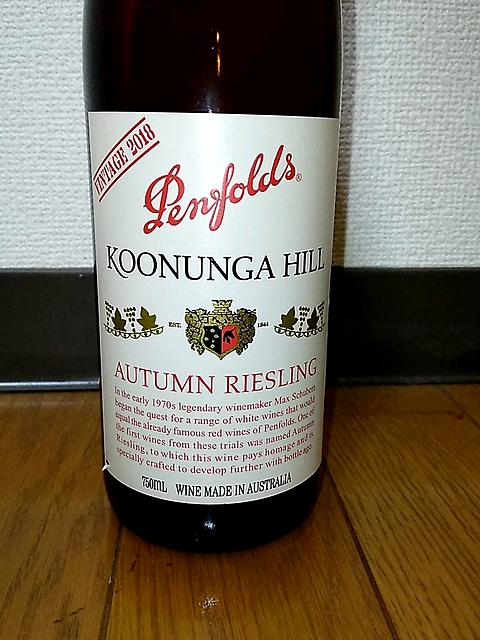 VINTAGE 2018
Penfolds®
KOONUNGA HILL
EST. 1844
AUTUMN RIESLING
In the early 1970s legendary winemaker Max Schubert
began the quest for a range of white wines that would
equal the already famous red wines of Penfolds. One of
the first wines from these trials was named Autumn
Riesling, to which this wine pays homage and is
specially crafted to develop further with bottle age.
750ML WINE MADE IN AUSTRALIA